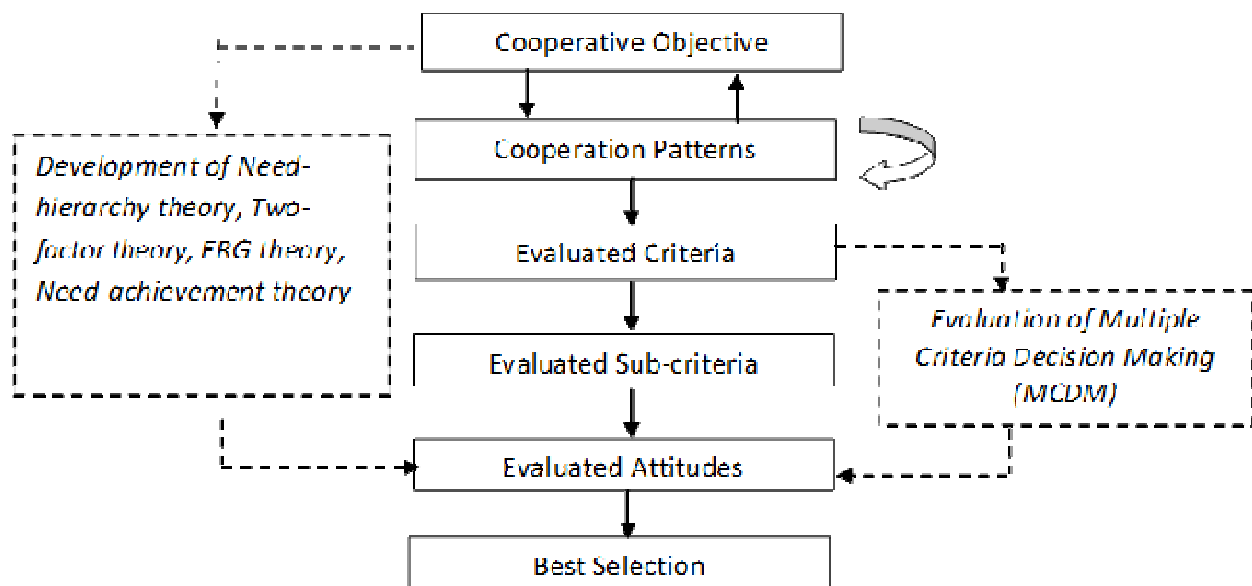 Cooperative Objective
Cooperation Patterns
Development of Need-
hierarchy theory, Two-
factor theory, ERG theory,
Need achievement theory
Evaluated Criteria
Evaluation of Multiple
Criteria Decision Making
(MCDM)
Evaluated Sub-criteria
Evaluated Attitudes
Best Selection